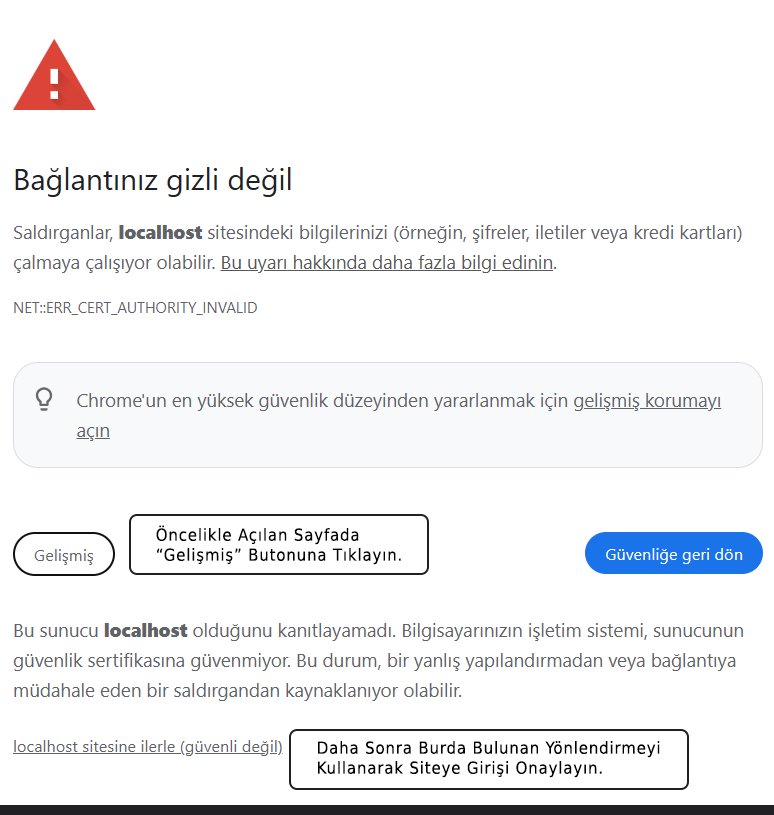 Bağlantınız gizli değil
Saldırganlar, localhost sitesindeki bilgilerinizi (örneğin, şifreler, iletiler veya kredi kartları)
çalmaya çalışıyor olabilir. Bu uyarı hakkında daha fazla bilgi edinin.
NET::ERR_CERT_AUTHORITY_INVALID
Chrome'un en yüksek güvenlik düzeyinden yararlanmak için gelişmiş korumayı
açın
Öncelikle Açılan Sayfada
“Gelişmiş” Butonuna Tıklayın.
Gelişmiş
Güvenliğe geri dön
Bu sunucu localhost olduğunu kanıtlayamadı. Bilgisayarınızın işletim sistemi, sunucunun
güvenlik sertifikasına güvenmiyor. Bu durum, bir yanlış yapılandırmadan veya bağlantıya
müdahale eden bir saldırgandan kaynaklanıyor olabilir.
localhost sitesine ilerle (güvenli değil)
Daha Sonra Burda Bulunan Yönlendirmeyi
Kullanarak Siteye Girişi Onaylayın.